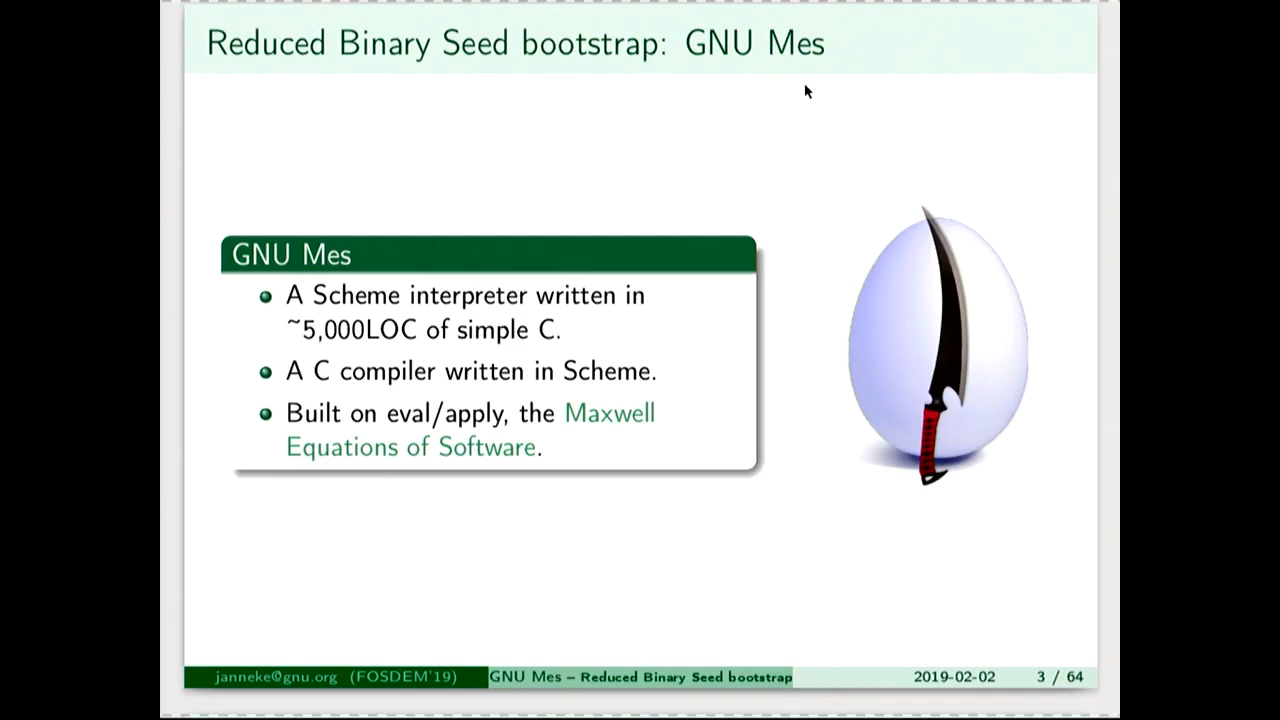 Reduced Binary Seed bootstrap: GNU Mes
GNU Mes
A Scheme interpreter written in
~5,000LOC of simple C.
A C compiler written in Scheme.
Built on eval/apply, the Maxwell
Equations of Software.
janneke@gnu.org (FOSDEM'19)
GNU Mes – Reduced Binary Seed bootstrap
2019-02-02
3 / 64